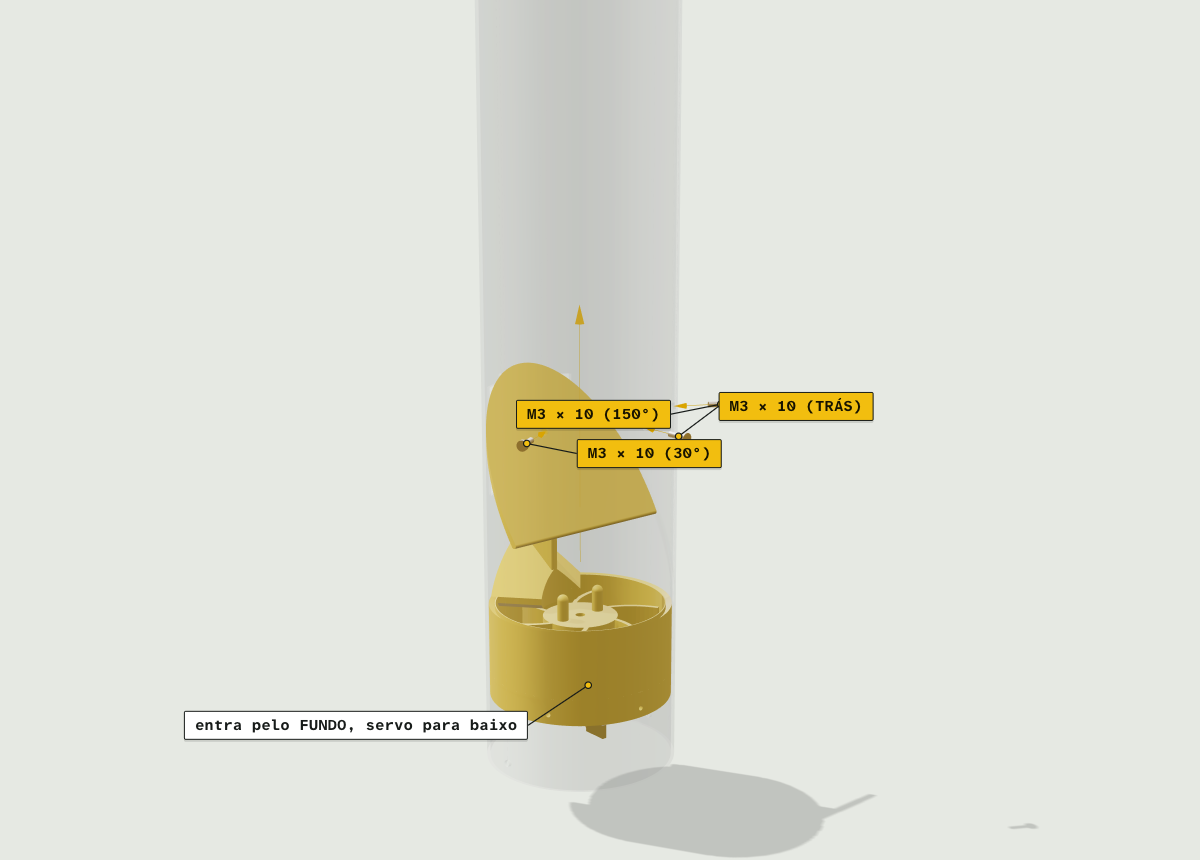 M3 × 10 (TRÁS)
M3 × 10 (150°)
M3 × 10 (30°)
entra pelo FUNDO, servo para baixo